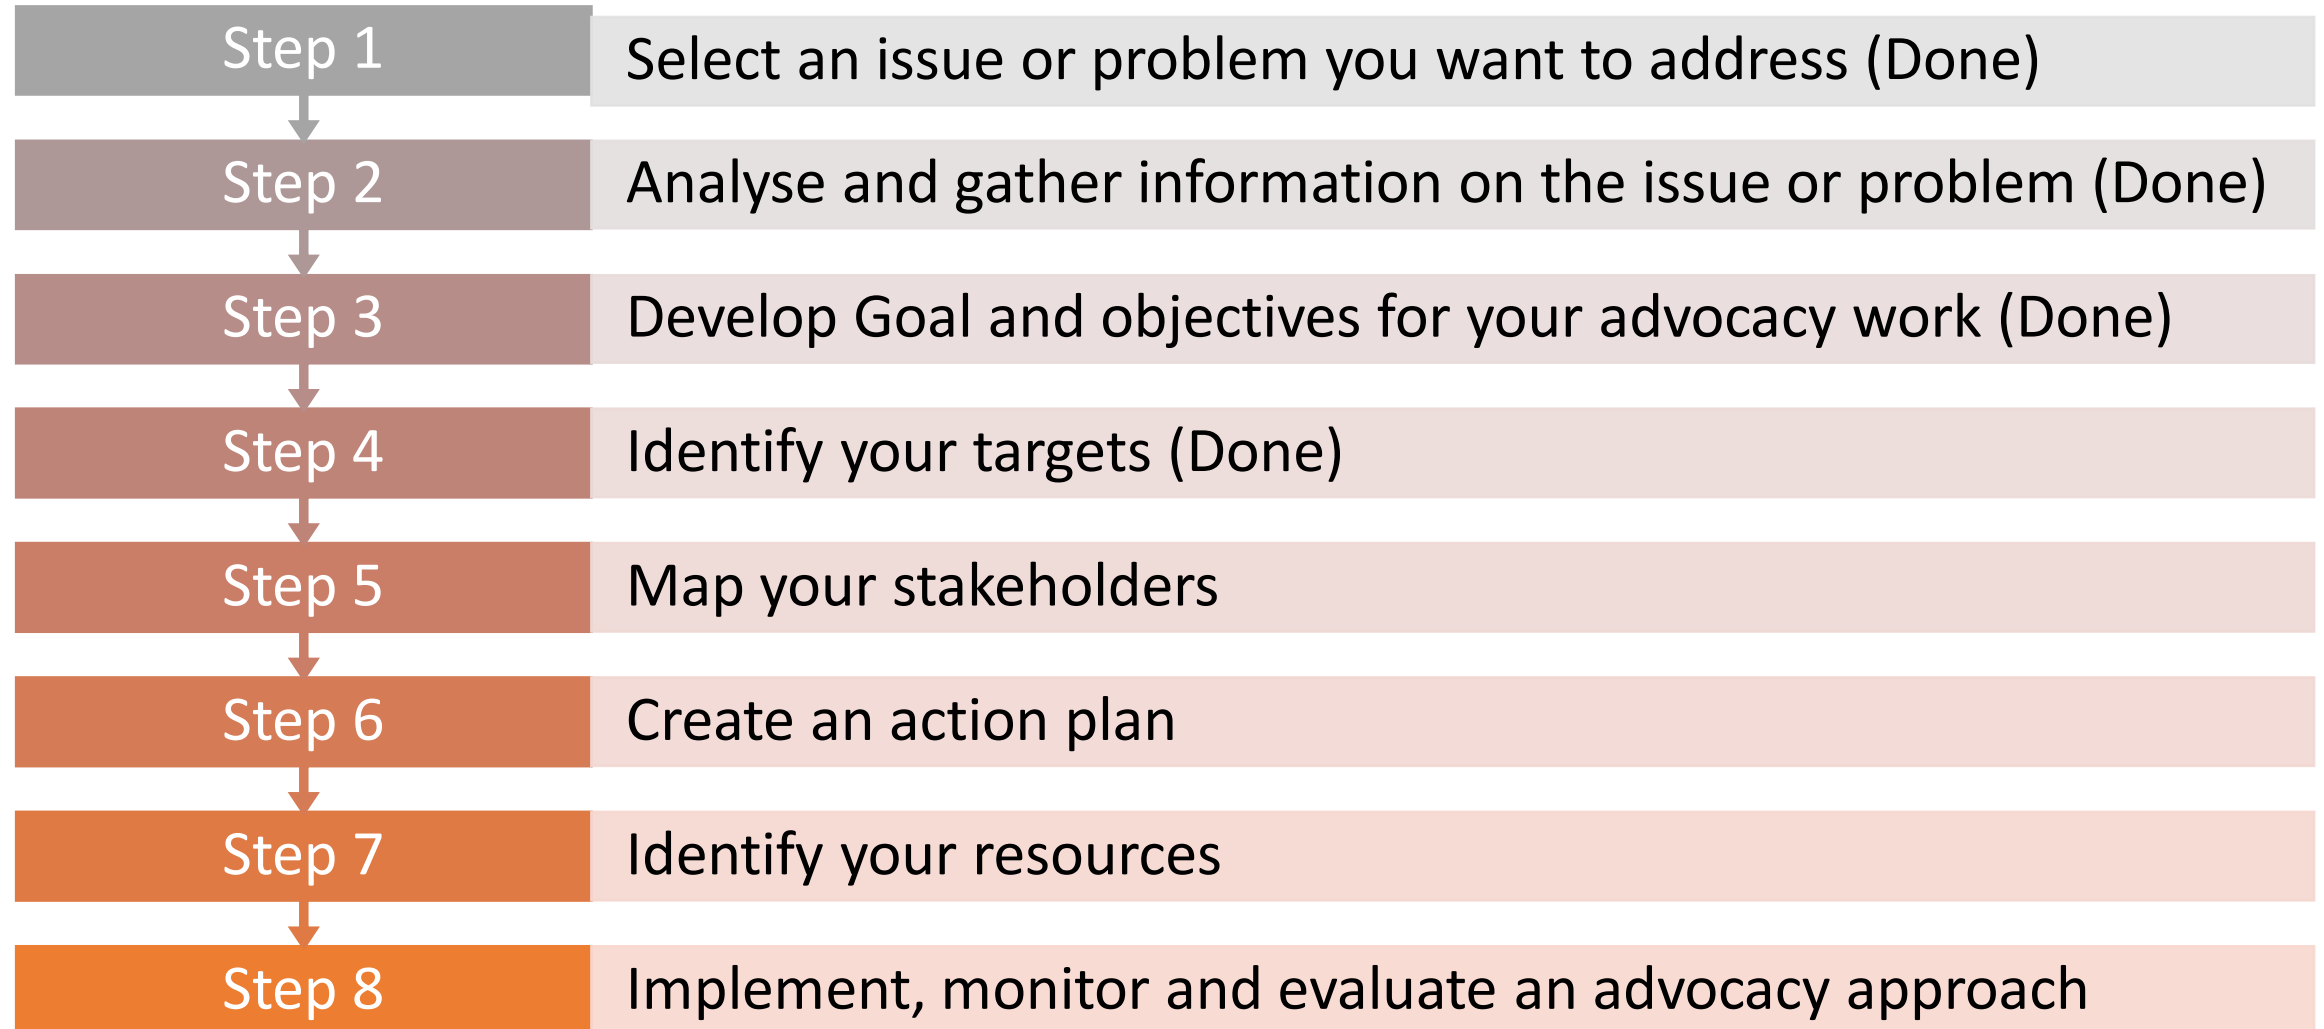 Step 1
Select an issue or problem you want to address (Done)
Step 2
Analyse and gather information on the issue or problem (Done)
Step 3
Develop Goal and objectives for your advocacy work (Done)
Step 4
Identify your targets (Done)
Step 5
Map your stakeholders
Step 6
Create an action plan
Step 7
Identify your resources
Step 8
Implement, monitor and evaluate an advocacy approach